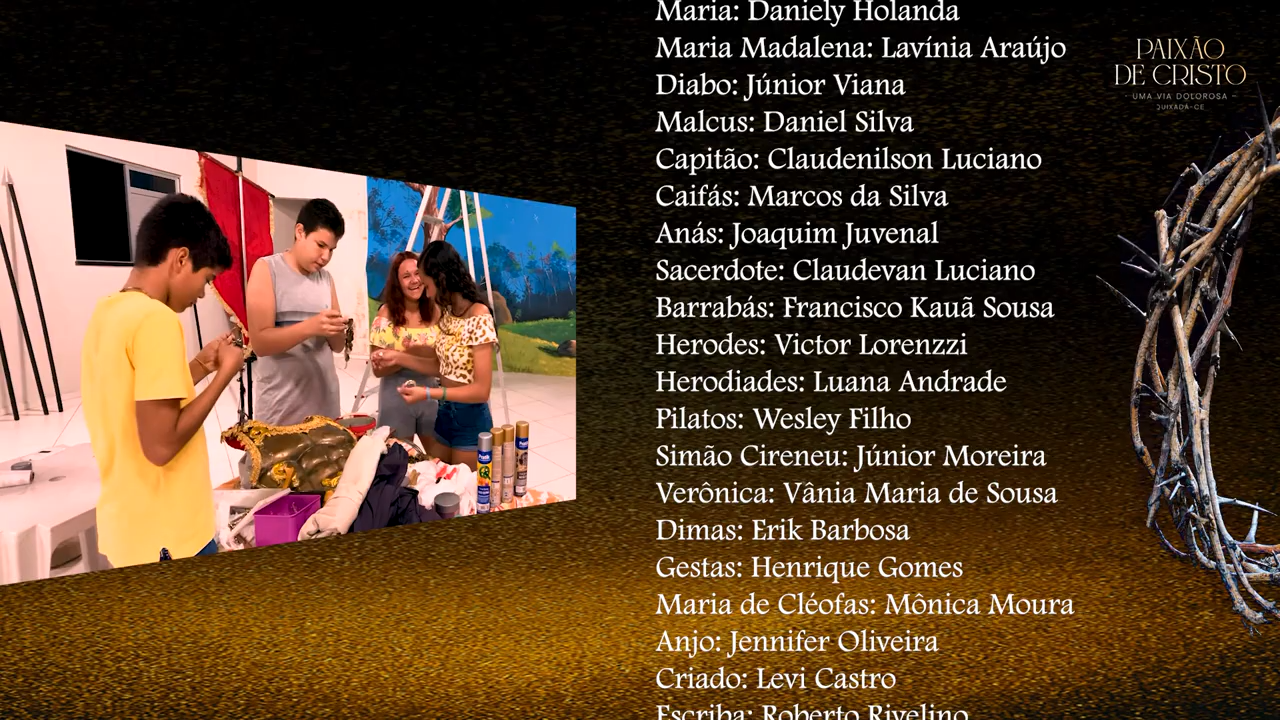 Maria: Daniely Holanda
Maria Madalena: Lavínia Araújo
Diabo: Júnior Viana
Malcus: Daniel Silva
Capitão: Claudenilson Luciano
Caifás: Marcos da Silva
Anás: Joaquim Juvenal
Sacerdote: Claudevan Luciano
Barrabás: Francisco Kauã Sousa
Herodes: Victor Lorenzzi
Herodiades: Luana Andrade
Pilatos: Wesley Filho
Simão Cireneu: Júnior Moreira
Verônica: Vânia Maria de Sousa
Dimas: Erik Barbosa
Gestas: Henrique Gomes
Maria de Cléofas: Mônica Moura
Anjo: Jennifer Oliveira
Criado: Levi Castro
Escriba: Roberto Rivelino
PAIXÃO
DE CRISTO
UMA VIA DOLOROSA
QUIXADÁ-CE